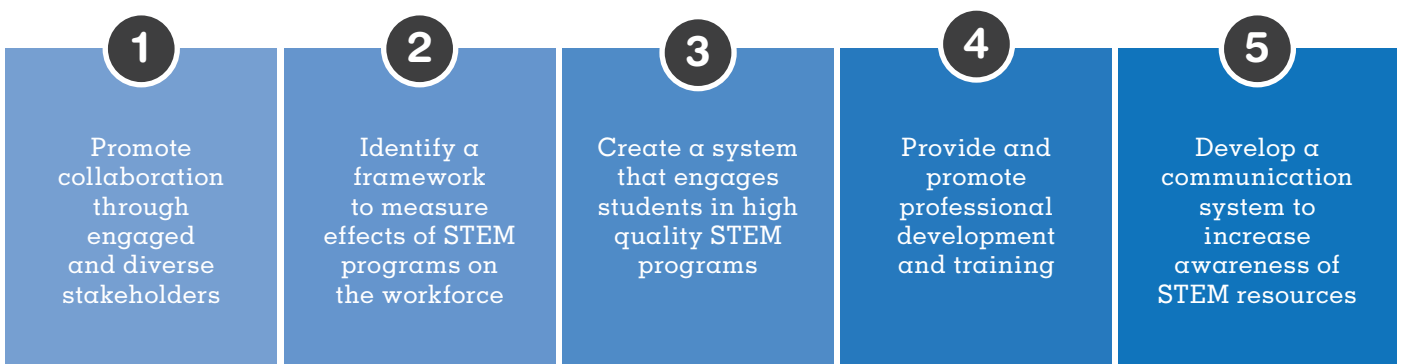 1
Promote
collaboration
through
engaged
and diverse
stakeholders
2
Identify a
framework
to measure
effects of STEM
programs on
the workforce
3
Create a system
that engages
students in high
quality STEM
programs
4
Provide and
promote
professional
development
and training
5
Develop a
communication
system to
increase
awareness of
STEM resources